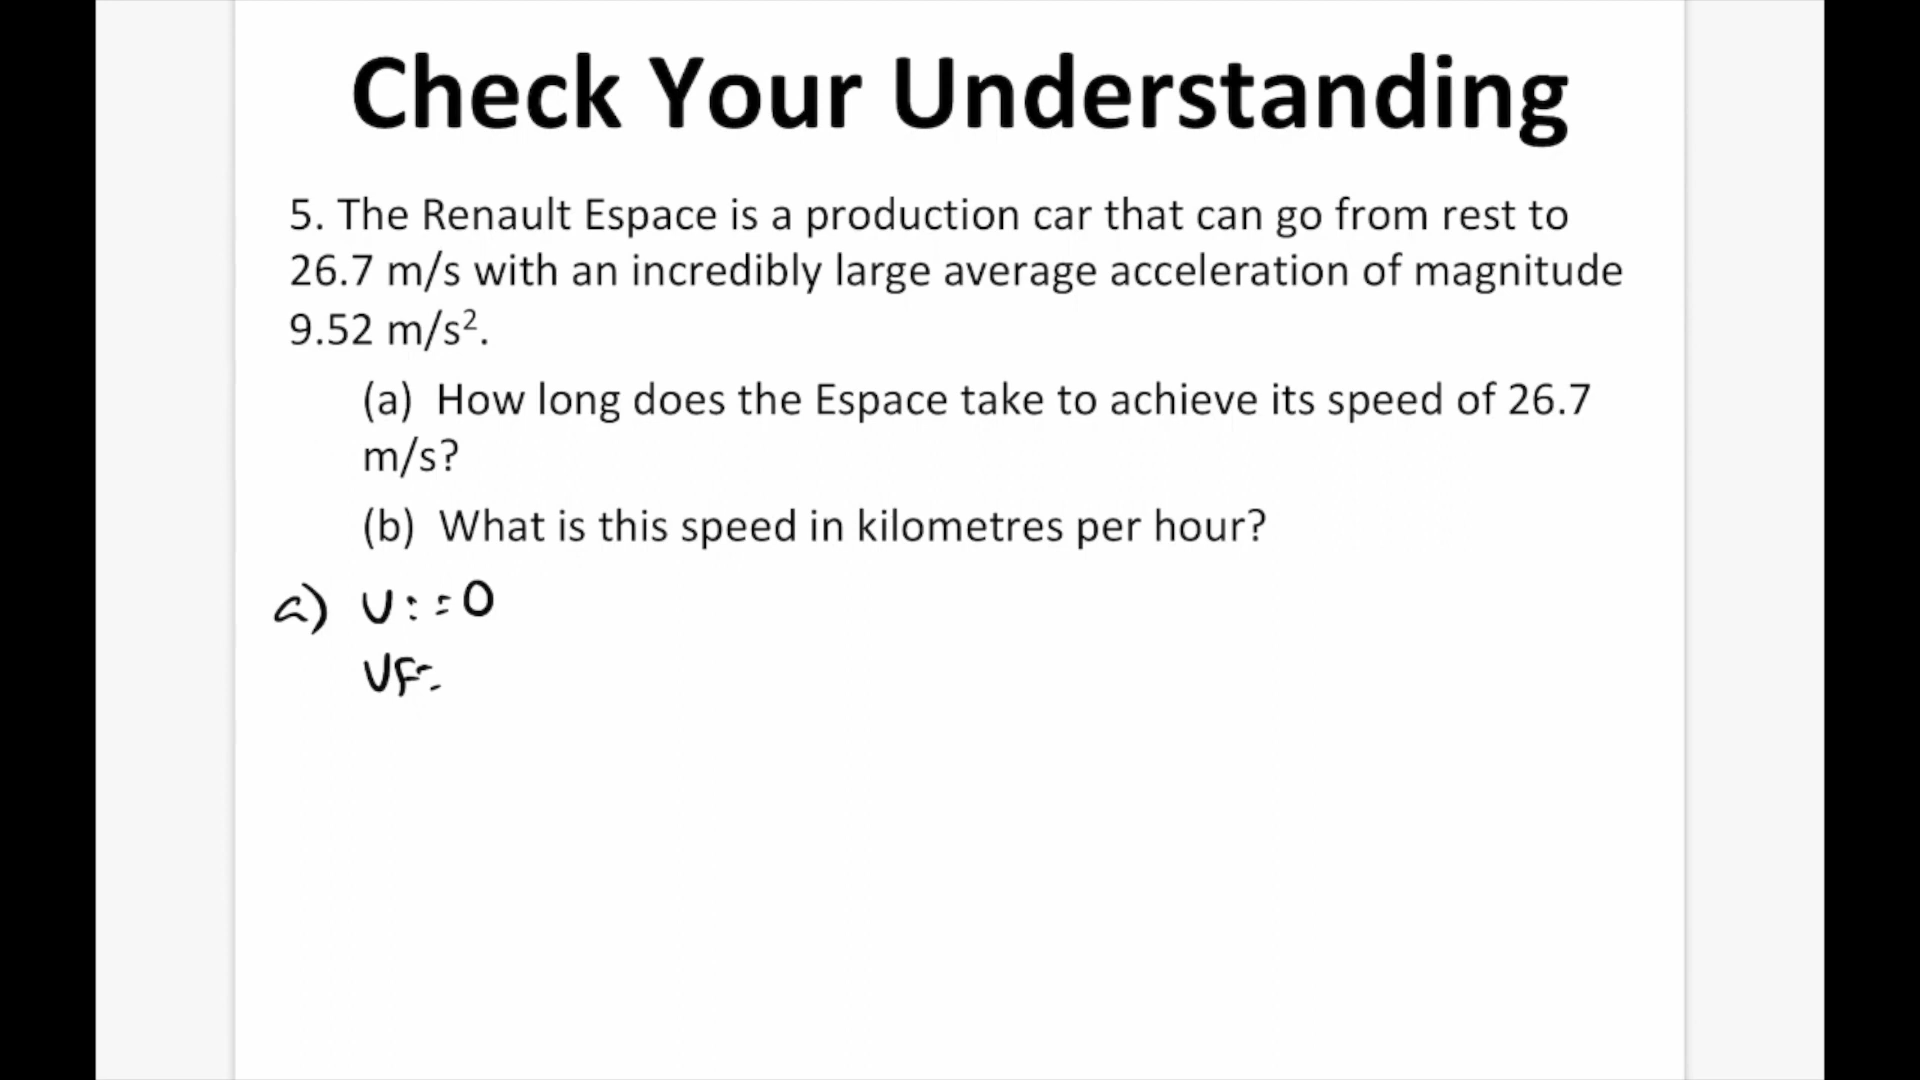 Check Your Understanding
5. The Renault Espace is a production car that can go from rest to
26.7 m/s with an incredibly large average acceleration of magnitude
9.52 m/s².
(a) How long does the Espace take to achieve its speed of 26.7
m/s?
(b) What is this speed in kilometres per hour?
a) Vi = 0
VF=